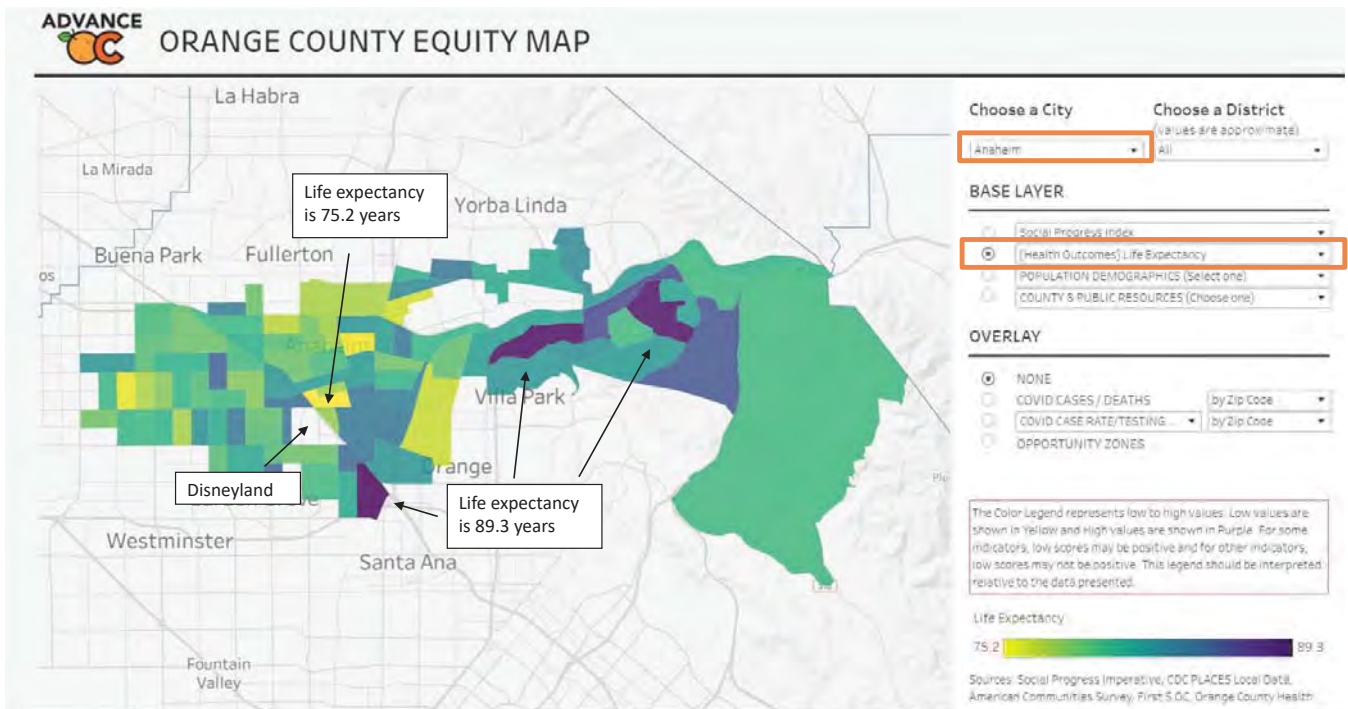 ADVANCE
OC
ORANGE COUNTY EQUITY MAP
La Habra
La Mirada
Life expectancy
is 75.2 years
Yorba Linda
Buena Park
Fullerton
os
Anaheim
Villa Park
Disneyland
Orange
Life expectancy
is 89.3 years
Westminster
Santa Ana
Fountain
Valley
Choose a City
Anaheim
Choose a District
(values are approximate)
All
BASE LAYER
Social Progress Index
(Health Outcomes) Life Expectancy
POPULATION DEMOGRAPHICS (Select one)
COUNTY & PUBLIC RESOURCES (Choose one)
OVERLAY
NONE
COVID CASES / DEATHS
by Zip Code
COVID CASE RATE/TESTING ...
by Zip Code
OPPORTUNITY ZONES
The Color Legend represents low to high values. Low values are
shown in Yellow and High values are shown in Purple. For some
indicators, low scores may be positive and for other indicators,
low scores may not be positive. This legend should be interpreted
relative to the data presented.
Life Expectancy
75.2
89.3
Sources: Social Progress Imperative, CDC PLACES Local Data,
American Communities Survey, First 5 OC, Orange County Health